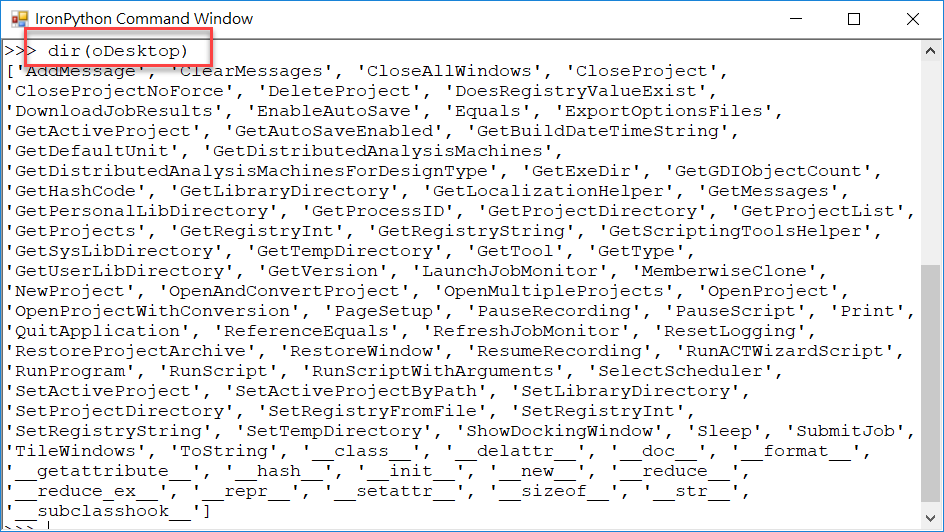 IronPython Command Window
>>> dir(oDesktop)
['AddMessage', 'ClearMessages', 'CloseAllWindows', 'CloseProject',
'CloseProjectNoForce', 'DeleteProject', 'DoesRegistryValueExist',
'DownloadJobResults', 'EnableAutoSave', 'Equals', 'ExportOptionsFiles',
'GetActiveProject', 'GetAutoSaveEnabled', 'GetBuildDateTimeString',
'GetDefaultUnit', 'GetDistributedAnalysisMachines',
'GetDistributedAnalysisMachinesForDesignType', 'GetExeDir', 'GetGDIObjectCount',
'GetHashCode', 'GetLibraryDirectory', 'GetLocalizationHelper', 'GetMessages',
'GetPersonalLibDirectory', 'GetProcessID', 'GetProjectDirectory', 'GetProjectList',
'GetProjects', 'GetRegistryInt', 'GetRegistryString', 'GetScriptingToolsHelper',
'GetSysLibDirectory', 'GetTempDirectory', 'GetTool', 'GetType',
'GetUserLibDirectory', 'GetVersion', 'LaunchJobMonitor', 'MemberwiseClone',
'NewProject', 'OpenAndConvertProject', 'OpenMultipleProjects', 'OpenProject',
'OpenProjectWithConversion', 'PageSetup', 'PauseRecording', 'PauseScript', 'Print',
'QuitApplication', 'ReferenceEquals', 'RefreshJobMonitor', 'ResetLogging',
'RestoreProjectArchive', 'RestoreWindow', 'ResumeRecording', 'RunACTWizardScript',
'RunProgram', 'RunScript', 'RunScriptWithArguments', 'SelectScheduler',
'SetActiveProject', 'SetActiveProjectByPath', 'SetLibraryDirectory',
'SetProjectDirectory', 'SetRegistryFromFile', 'SetRegistryInt',
'SetRegistryString', 'SetTempDirectory', 'ShowDockingWindow', 'Sleep', 'SubmitJob',
'TileWindows', 'ToString', '__class__', '__delattr__', '__doc__', '__format__',
'__getattribute__', '__hash__', '__init__', '__new__', '__reduce__',
'__reduce_ex__', '__repr__', '__setattr__', '__sizeof__', '__str__',
'__subclasshook__']
>>>